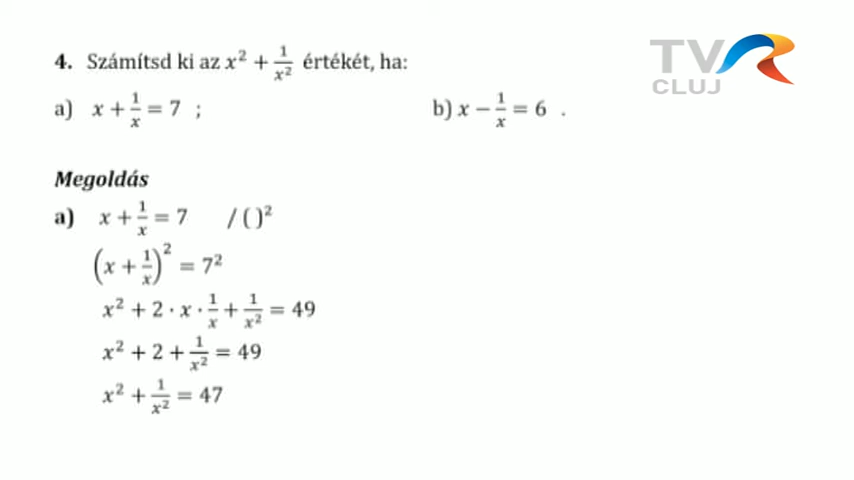 TVR
CLUJ
4. Számítsd ki az x² + 1/x² értékét, ha:
a) x + 1/x = 7 ; b) x − 1/x = 6 .
Megoldás
a) x + 1/x = 7 / ( )²
(x + 1/x)² = 7²
x² + 2 · x · 1/x + 1/x² = 49
x² + 2 + 1/x² = 49
x² + 1/x² = 47